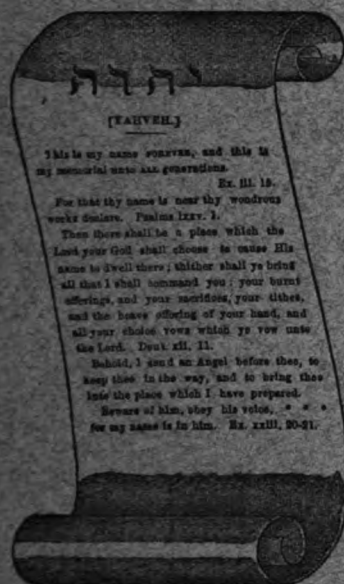 יהוה
[YAHVEH.]
This is my name FOREVER, and this is
my memorial unto ALL generations.
Ex. iii. 15.
For that thy name is near thy wondrous
works declare. Psalms lxxv. 1.
Then there shall be a place which the
Lord your God shall choose to cause His
name to dwell there; thither shall ye bring
all that I shall command you; your burnt
offerings, and your sacrifices, your tithes,
and the heave offering of your hand, and
all your choice vows which ye vow unto
the Lord. Deut. xii. 11.
Behold, I send an Angel before thee, to
keep thee in the way, and to bring thee
into the place which I have prepared.
Beware of him, obey his voice, * * *
for my name is in him. Ex. xxiii, 20-21.